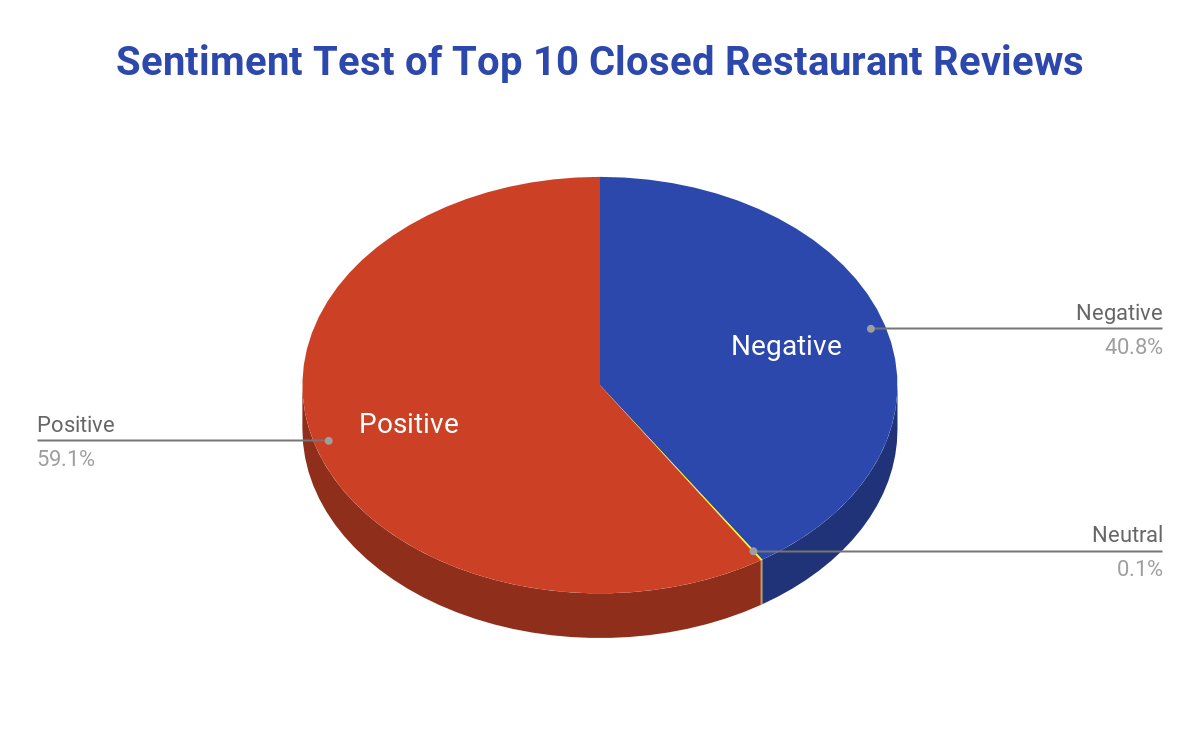 Sentiment Test of Top 10 Closed Restaurant Reviews
Negative
40.8%
Negative
Positive
Positive
59.1%
Neutral
0.1%